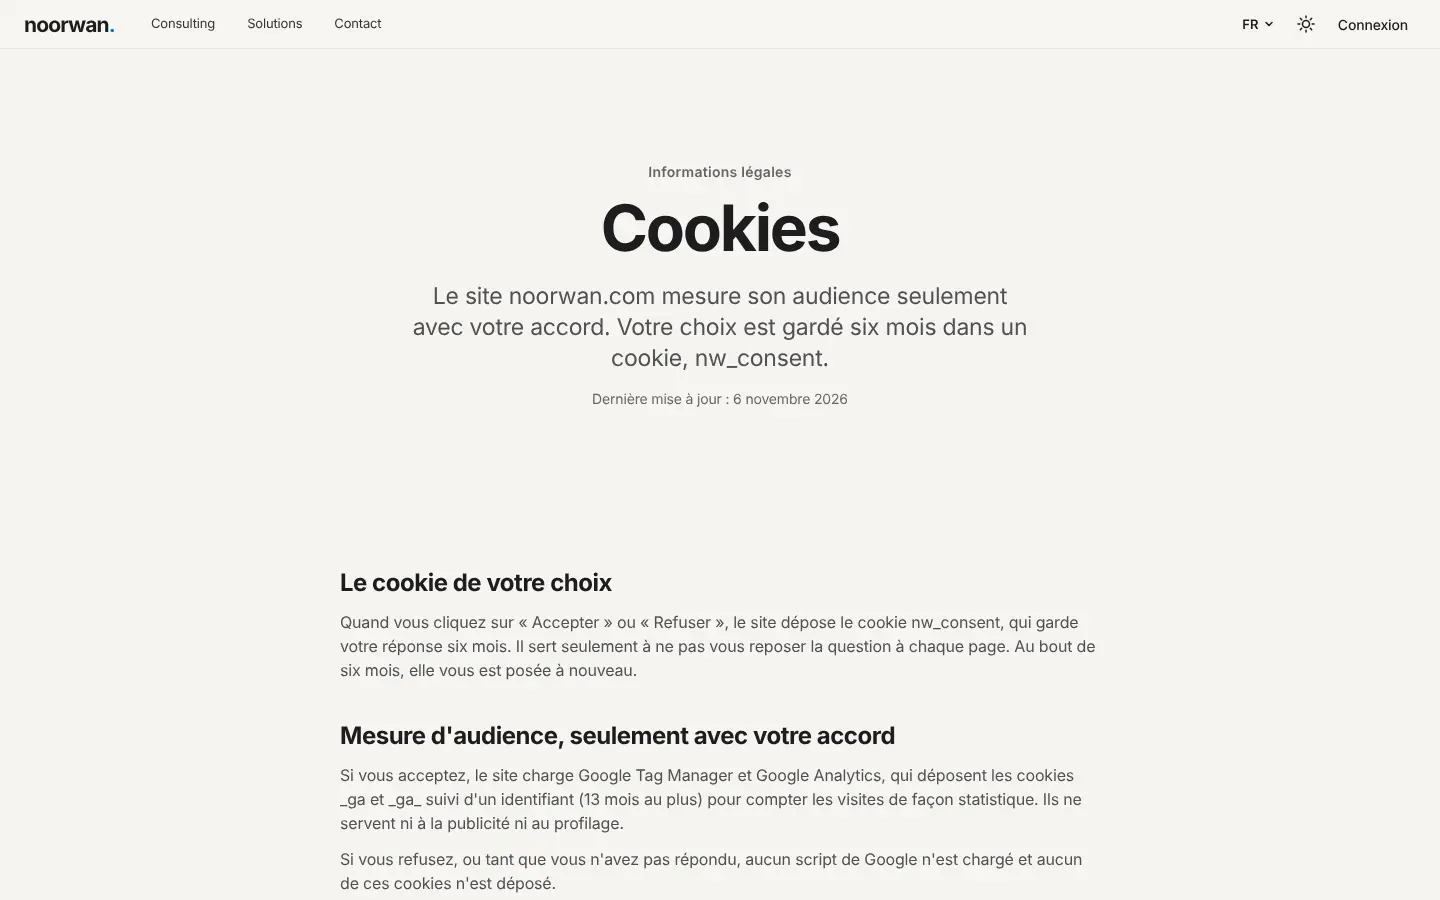 noorwan.
Consulting
Solutions
Contact
FR
Connexion
Informations légales
Cookies
Le site noorwan.com mesure son audience seulement
avec votre accord. Votre choix est gardé six mois dans un
cookie, nw_consent.
Dernière mise à jour : 6 novembre 2026
Le cookie de votre choix
Quand vous cliquez sur « Accepter » ou « Refuser », le site dépose le cookie nw_consent, qui garde
votre réponse six mois. Il sert seulement à ne pas vous reposer la question à chaque page. Au bout de
six mois, elle vous est posée à nouveau.
Mesure d'audience, seulement avec votre accord
Si vous acceptez, le site charge Google Tag Manager et Google Analytics, qui déposent les cookies
_ga et _ga_ suivi d'un identifiant (13 mois au plus) pour compter les visites de façon statistique. Ils ne
servent ni à la publicité ni au profilage.
Si vous refusez, ou tant que vous n'avez pas répondu, aucun script de Google n'est chargé et aucun
de ces cookies n'est déposé.